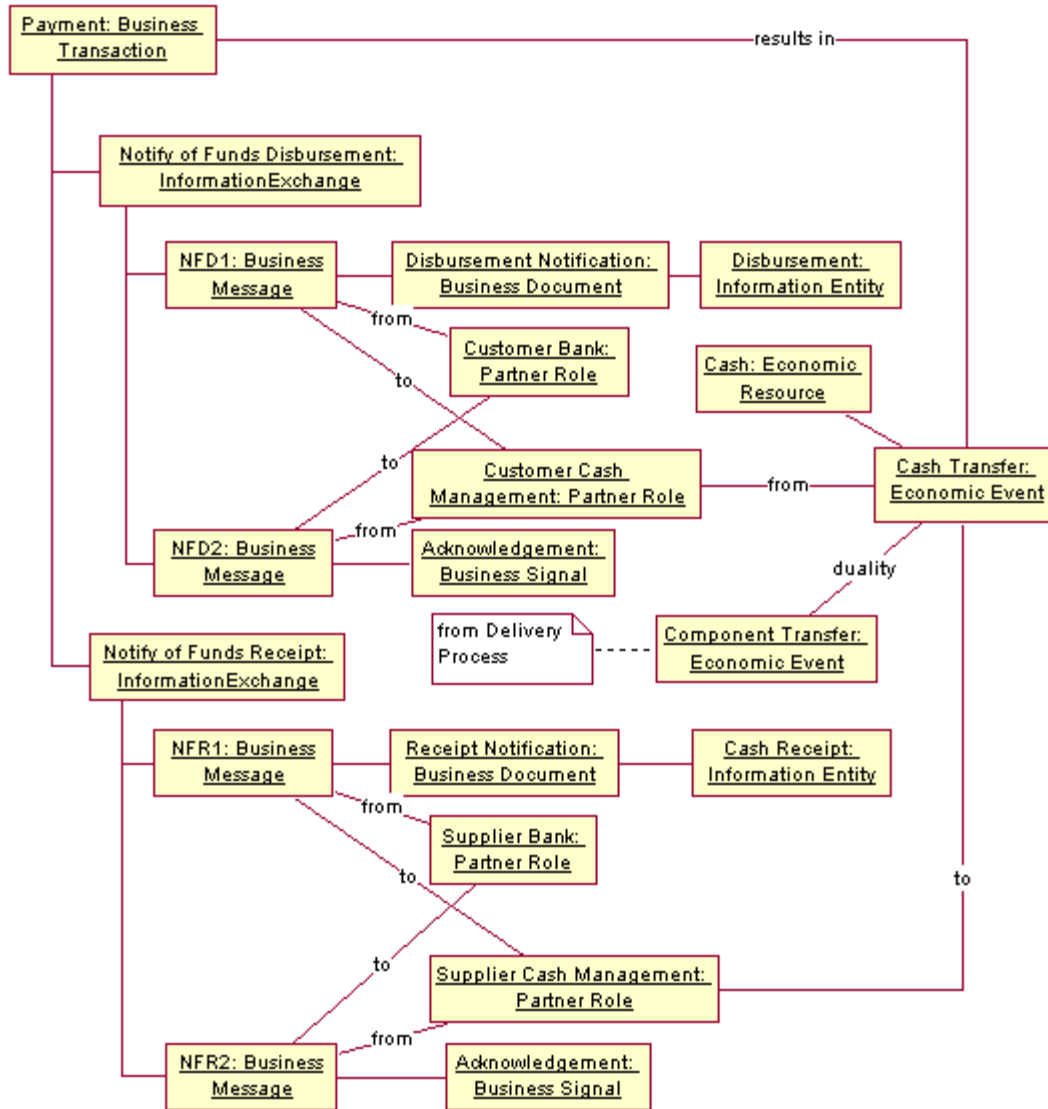 Payment: Business
Transaction
results in
Notify of Funds Disbursement:
InformationExchange
NFD1: Business
Message
Disbursement Notification:
Business Document
Disbursement:
Information Entity
from
Customer Bank:
Partner Role
to
Cash: Economic
Resource
to
Customer Cash
Management: Partner Role
from
Cash Transfer:
Economic Event
from
NFD2: Business
Message
Acknowledgement:
Business Signal
duality
from Delivery
Process
Component Transfer:
Economic Event
Notify of Funds Receipt:
InformationExchange
NFR1: Business
Message
Receipt Notification:
Business Document
Cash Receipt:
Information Entity
from
Supplier Bank:
Partner Role
to
to
to
Supplier Cash Management:
Partner Role
from
NFR2: Business
Message
Acknowledgement:
Business Signal